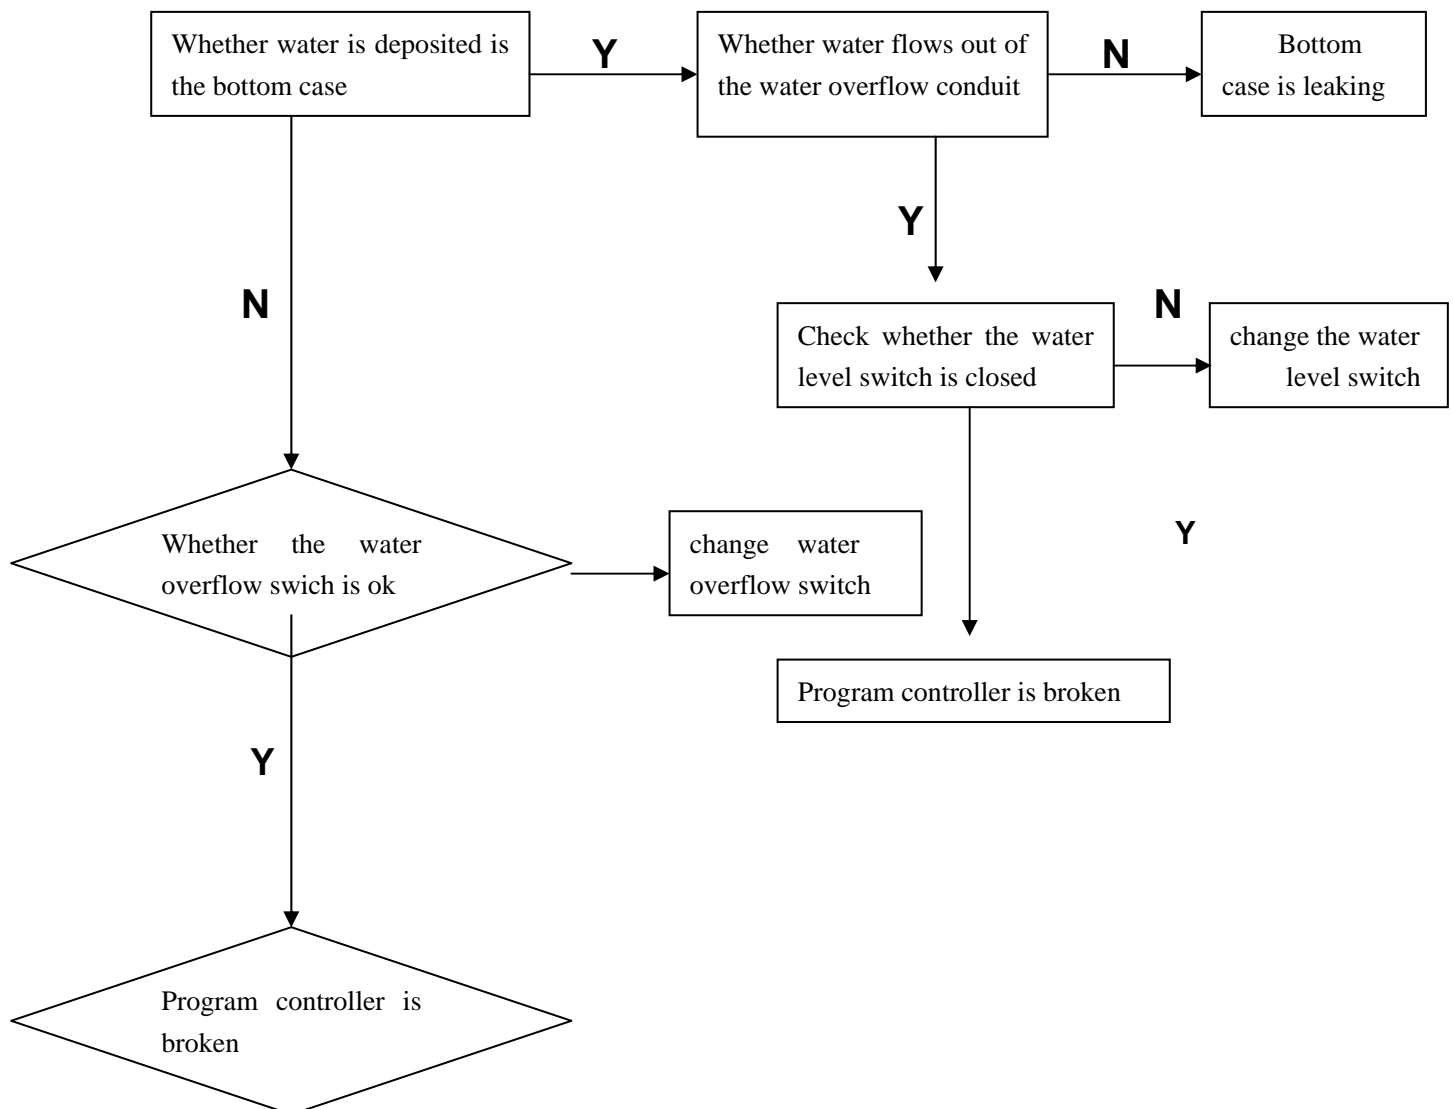 Whether water is deposited is
the bottom case
Y
Whether water flows out of
the water overflow conduit
N
Bottom
case is leaking
Y
N
Check whether the water
level switch is closed
N
change the water
level switch
Whether the water
overflow swich is ok
change water
overflow switch
Y
Program controller is broken
Y
Program controller is
broken